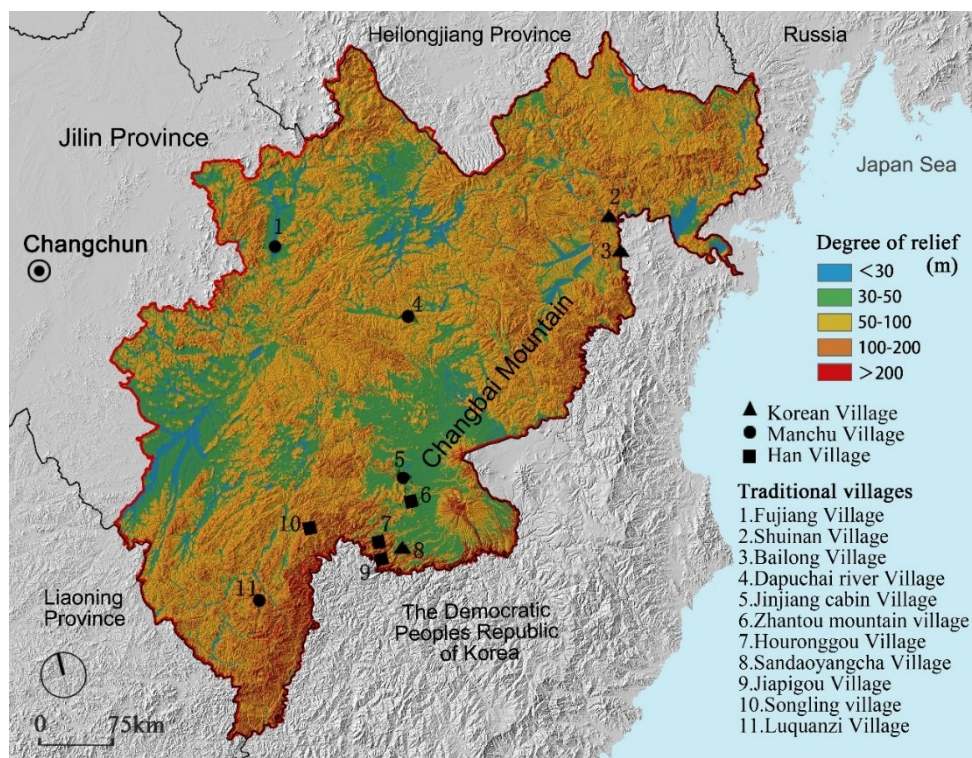 Heilongjiang Province
Russia
Jilin Province
Japan Sea
Changchun
1
2
3
4
Changbai Mountain
5
6
7
8
9
10
11
Liaoning
Province
The Democratic
Peoples Republic
of Korea
0 75km
Degree of relief
(m)
<30
30-50
50-100
100-200
>200
Korean Village
Manchu Village
Han Village
Traditional villages
1.Fujiang Village
2.Shuinan Village
3.Bailong Village
4.Dapuchai river Village
5.Jinjiang cabin Village
6.Zhantou mountain village
7.Houronggou Village
8.Sandaoyangcha Village
9.Jiapigou Village
10.Songling village
11.Luquanzi Village